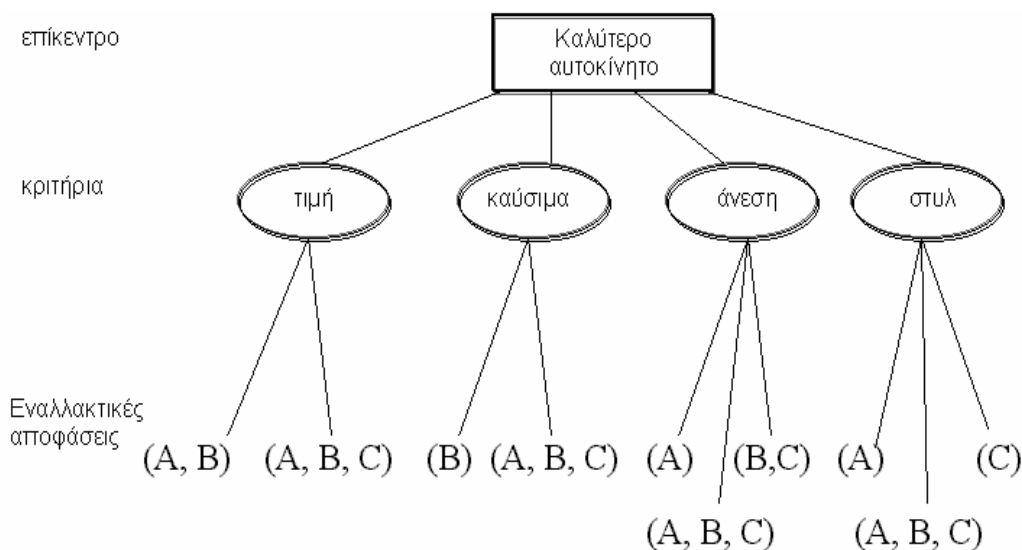 επίκεντρο
Καλύτερο
αυτοκίνητο
κριτήρια
τιμή
καύσιμα
άνεση
στυλ
Εναλλακτικές
αποφάσεις
(A, B) (A, B, C) (B) (A, B, C) (A) (B,C) (A) (C)
(A, B, C) (A, B, C)